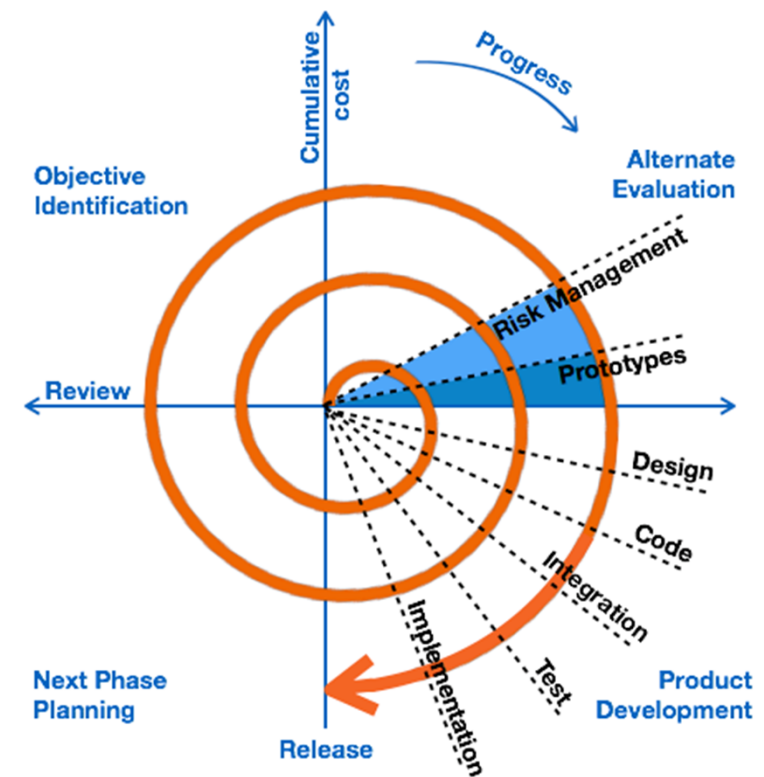 Cumulative
cost
Progress
Objective
Identification
Alternate
Evaluation
Risk Management
Prototypes
Review
Design
Code
Integration
Test
Implementation
Next Phase
Planning
Product
Development
Release